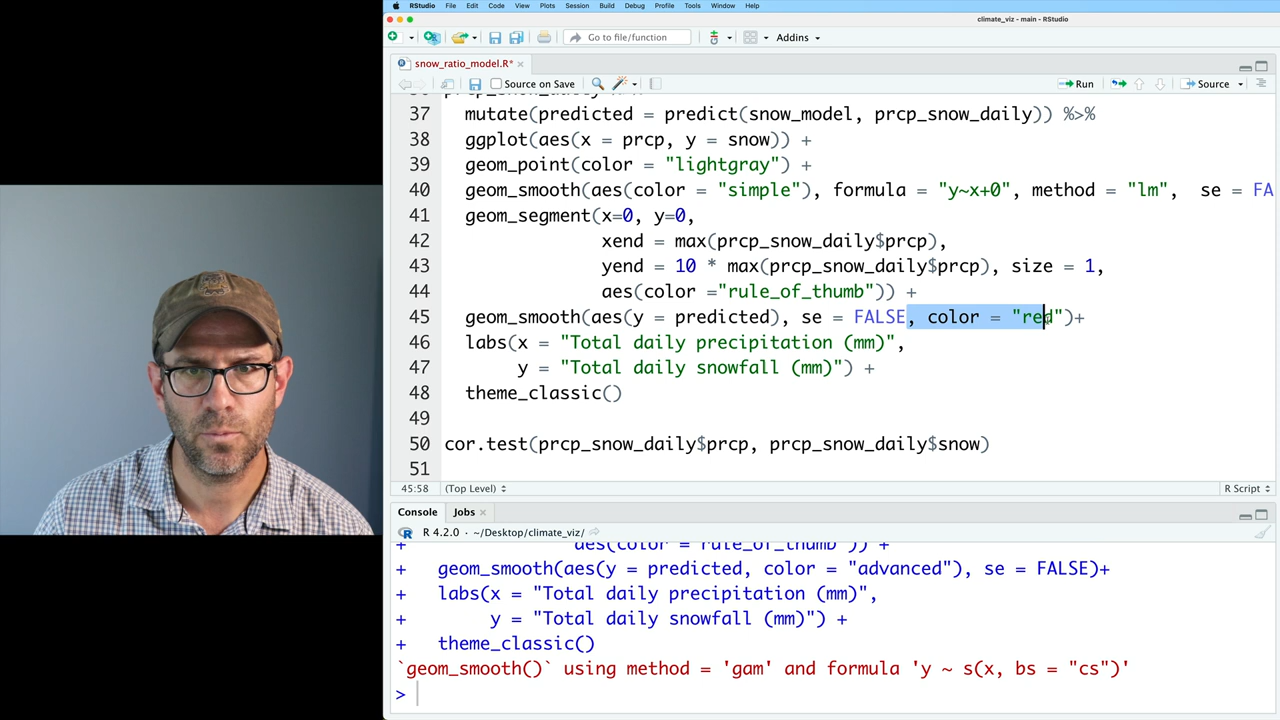 RStudio File Edit Code View Plots Session Build Debug Profile Tools Window Help
climate_viz - main - RStudio
Go to file/function
Addins
snow_ratio_model.R*
Source on Save
Run
Source
37 mutate(predicted = predict(snow_model, prcp_snow_daily)) %>%
38 ggplot(aes(x = prcp, y = snow)) +
39 geom_point(color = "lightgray") +
40 geom_smooth(aes(color = "simple"), formula = "y~x+0", method = "lm", se = FA
41 geom_segment(x=0, y=0,
42 xend = max(prcp_snow_daily$prcp),
43 yend = 10 * max(prcp_snow_daily$prcp), size = 1,
44 aes(color ="rule_of_thumb")) +
45 geom_smooth(aes(y = predicted), se = FALSE, color = "red")+
46 labs(x = "Total daily precipitation (mm)",
47 y = "Total daily snowfall (mm)") +
48 theme_classic()
49
50 cor.test(prcp_snow_daily$prcp, prcp_snow_daily$snow)
51
45:58 (Top Level) R Script
Console Jobs
R 4.2.0 · ~/Desktop/climate_viz/
+ aes(color = rule_of_thumb )) +
+ geom_smooth(aes(y = predicted, color = "advanced"), se = FALSE)+
+ labs(x = "Total daily precipitation (mm)",
+ y = "Total daily snowfall (mm)") +
+ theme_classic()
`geom_smooth()` using method = 'gam' and formula 'y ~ s(x, bs = "cs")'
>